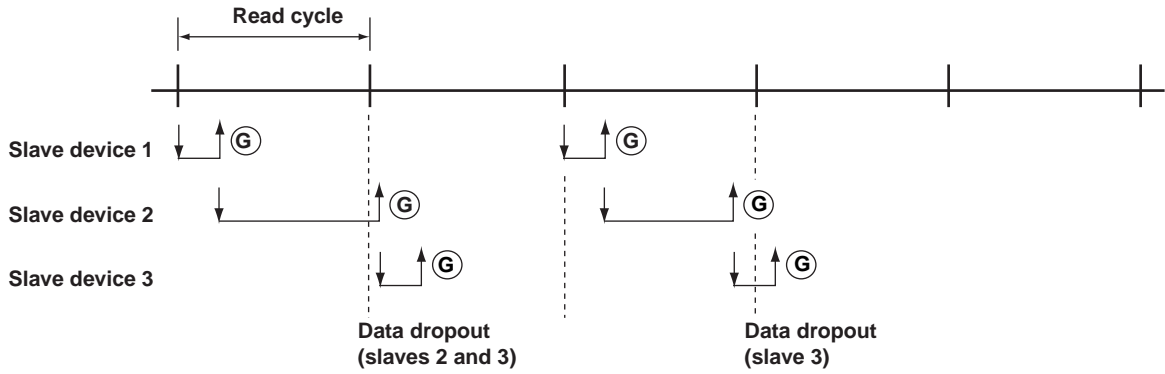 Read cycle
Slave device 1
G
G
Slave device 2
G
G
Slave device 3
G
G
Data dropout
(slaves 2 and 3)
Data dropout
(slave 3)